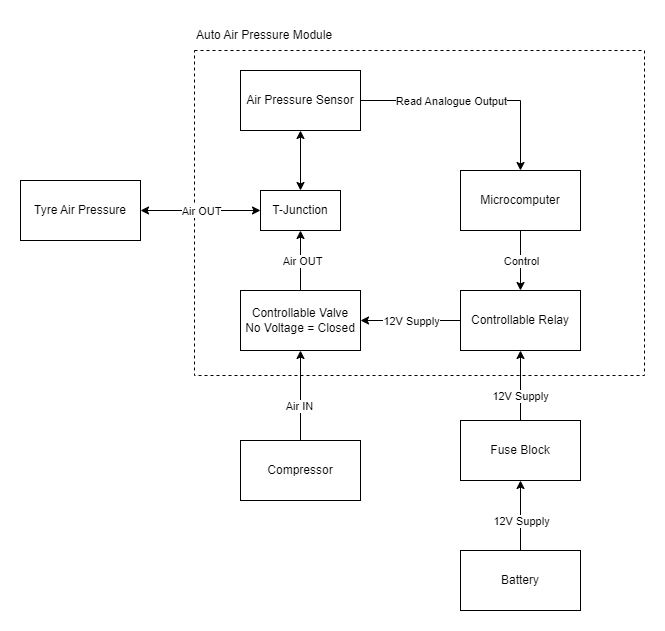 Auto Air Pressure Module
Air Pressure Sensor
Read Analogue Output
Microcomputer
Tyre Air Pressure
Air OUT
T-Junction
Air OUT
Control
Controllable Valve
No Voltage = Closed
12V Supply
Controllable Relay
Air IN
12V Supply
Compressor
Fuse Block
12V Supply
Battery